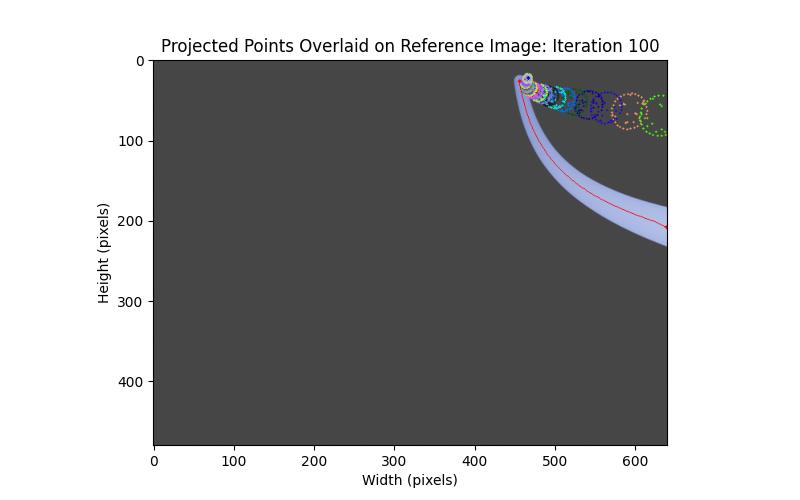 Projected Points Overlaid on Reference Image: Iteration 100
0
100
200
300
400
Height (pixels)
0 100 200 300 400 500 600
Width (pixels)